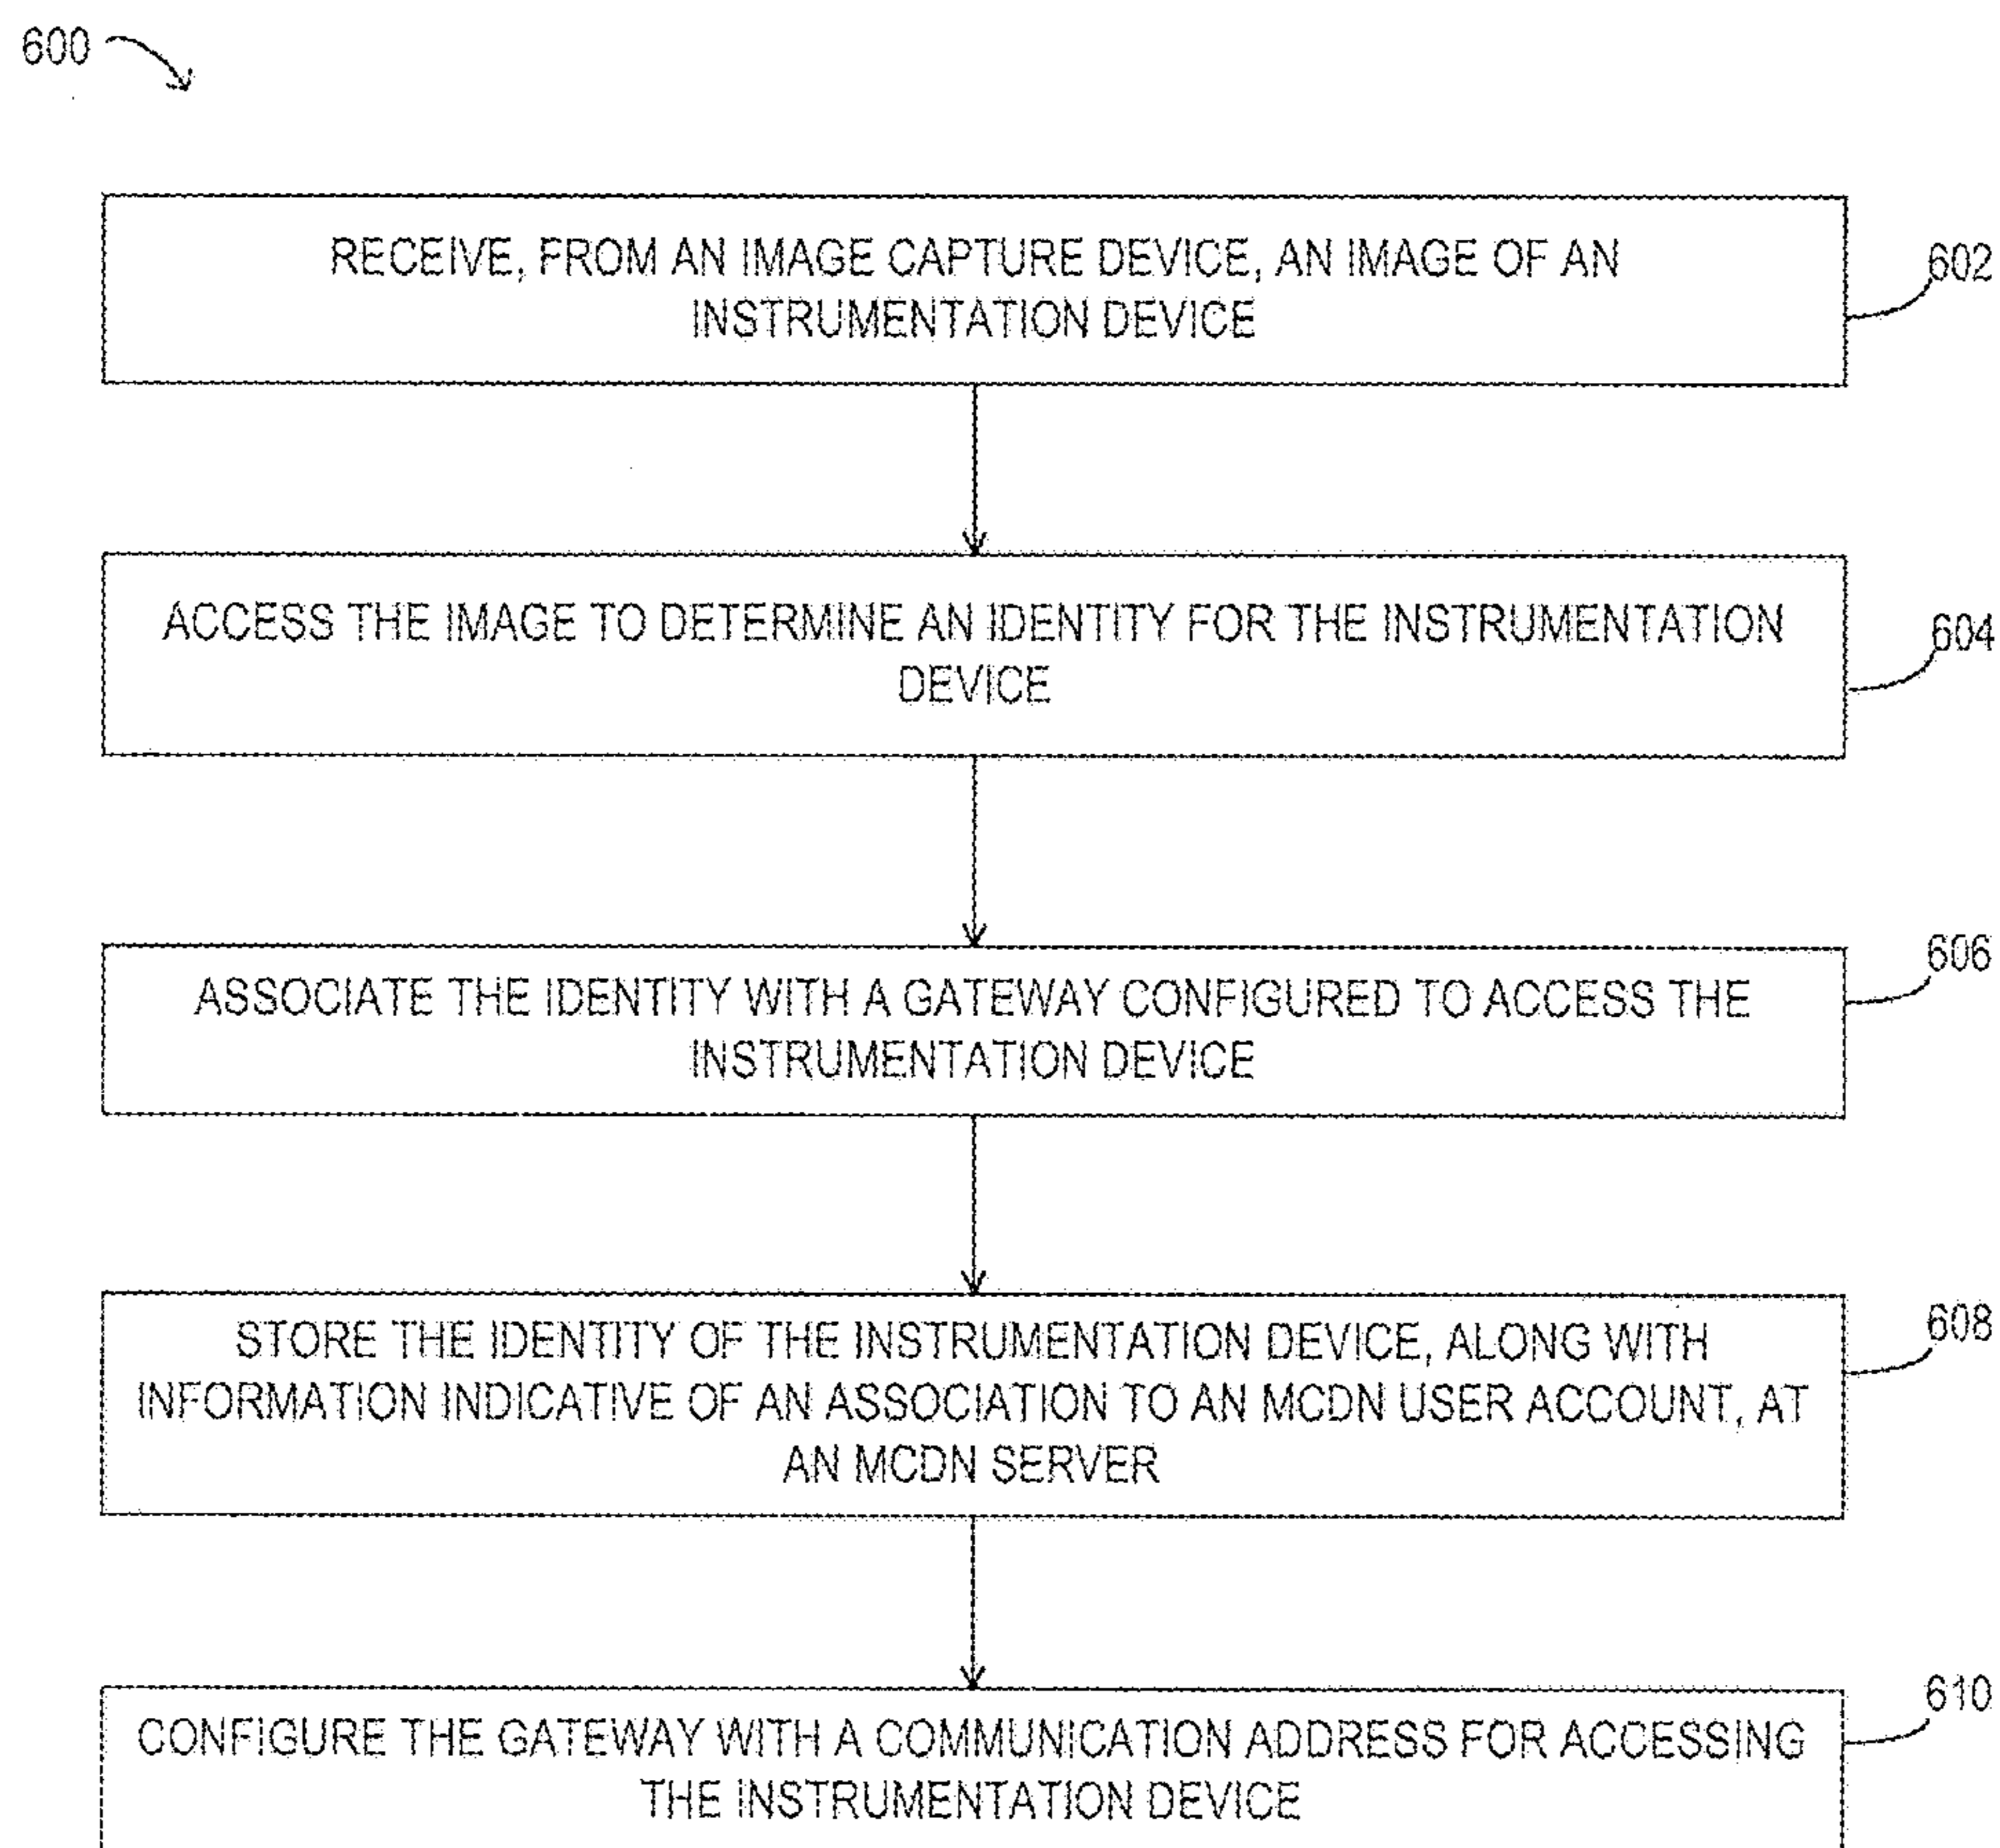 600
RECEIVE, FROM AN IMAGE CAPTURE DEVICE, AN IMAGE OF AN
INSTRUMENTATION DEVICE
602
ACCESS THE IMAGE TO DETERMINE AN IDENTITY FOR THE INSTRUMENTATION
DEVICE
604
ASSOCIATE THE IDENTITY WITH A GATEWAY CONFIGURED TO ACCESS THE
INSTRUMENTATION DEVICE
606
STORE THE IDENTITY OF THE INSTRUMENTATION DEVICE, ALONG WITH
INFORMATION INDICATIVE OF AN ASSOCIATION TO AN MCDN USER ACCOUNT, AT
AN MCDN SERVER
608
CONFIGURE THE GATEWAY WITH A COMMUNICATION ADDRESS FOR ACCESSING
THE INSTRUMENTATION DEVICE
610